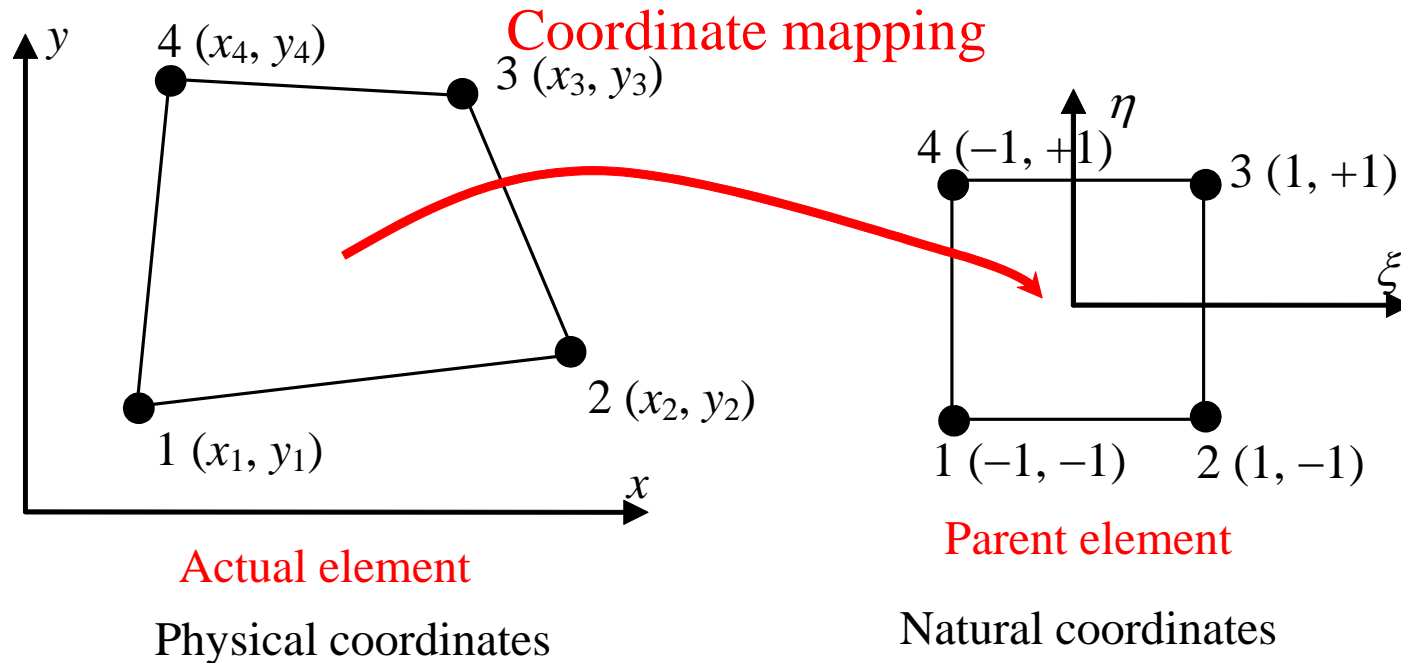 Coordinate mapping
y
4 (x4, y4)
3 (x3, y3)
2 (x2, y2)
1 (x1, y1)
x
Actual element
Physical coordinates
η
4 (−1, +1)
3 (1, +1)
ξ
1 (−1, −1)
2 (1, −1)
Parent element
Natural coordinates